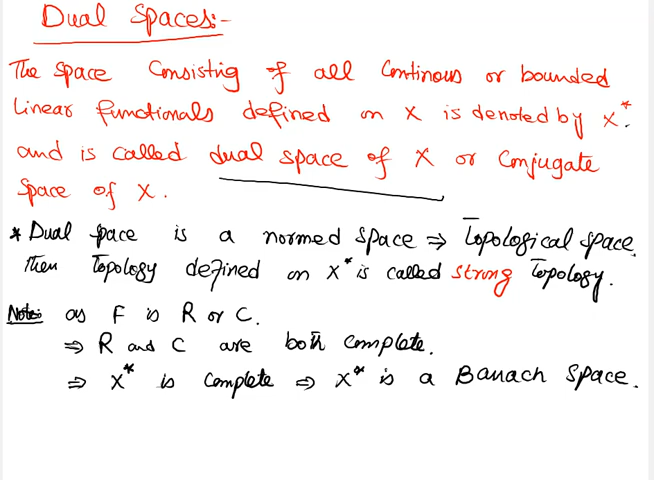 Dual Spaces:-
The space Consistig of all Continous or bounded
linear functionals defined on X is denoted by X*.
and is called dual space of X or Conjugate
Space of X.
* Dual pace is a normed space ⇒ Topological space.
Then Topology defined on X* is called strong Topology.
Note: as F is R or C.
⇒ R and C are both Complete.
⇒ X* is Complete ⇒ X* is a Banach Space.